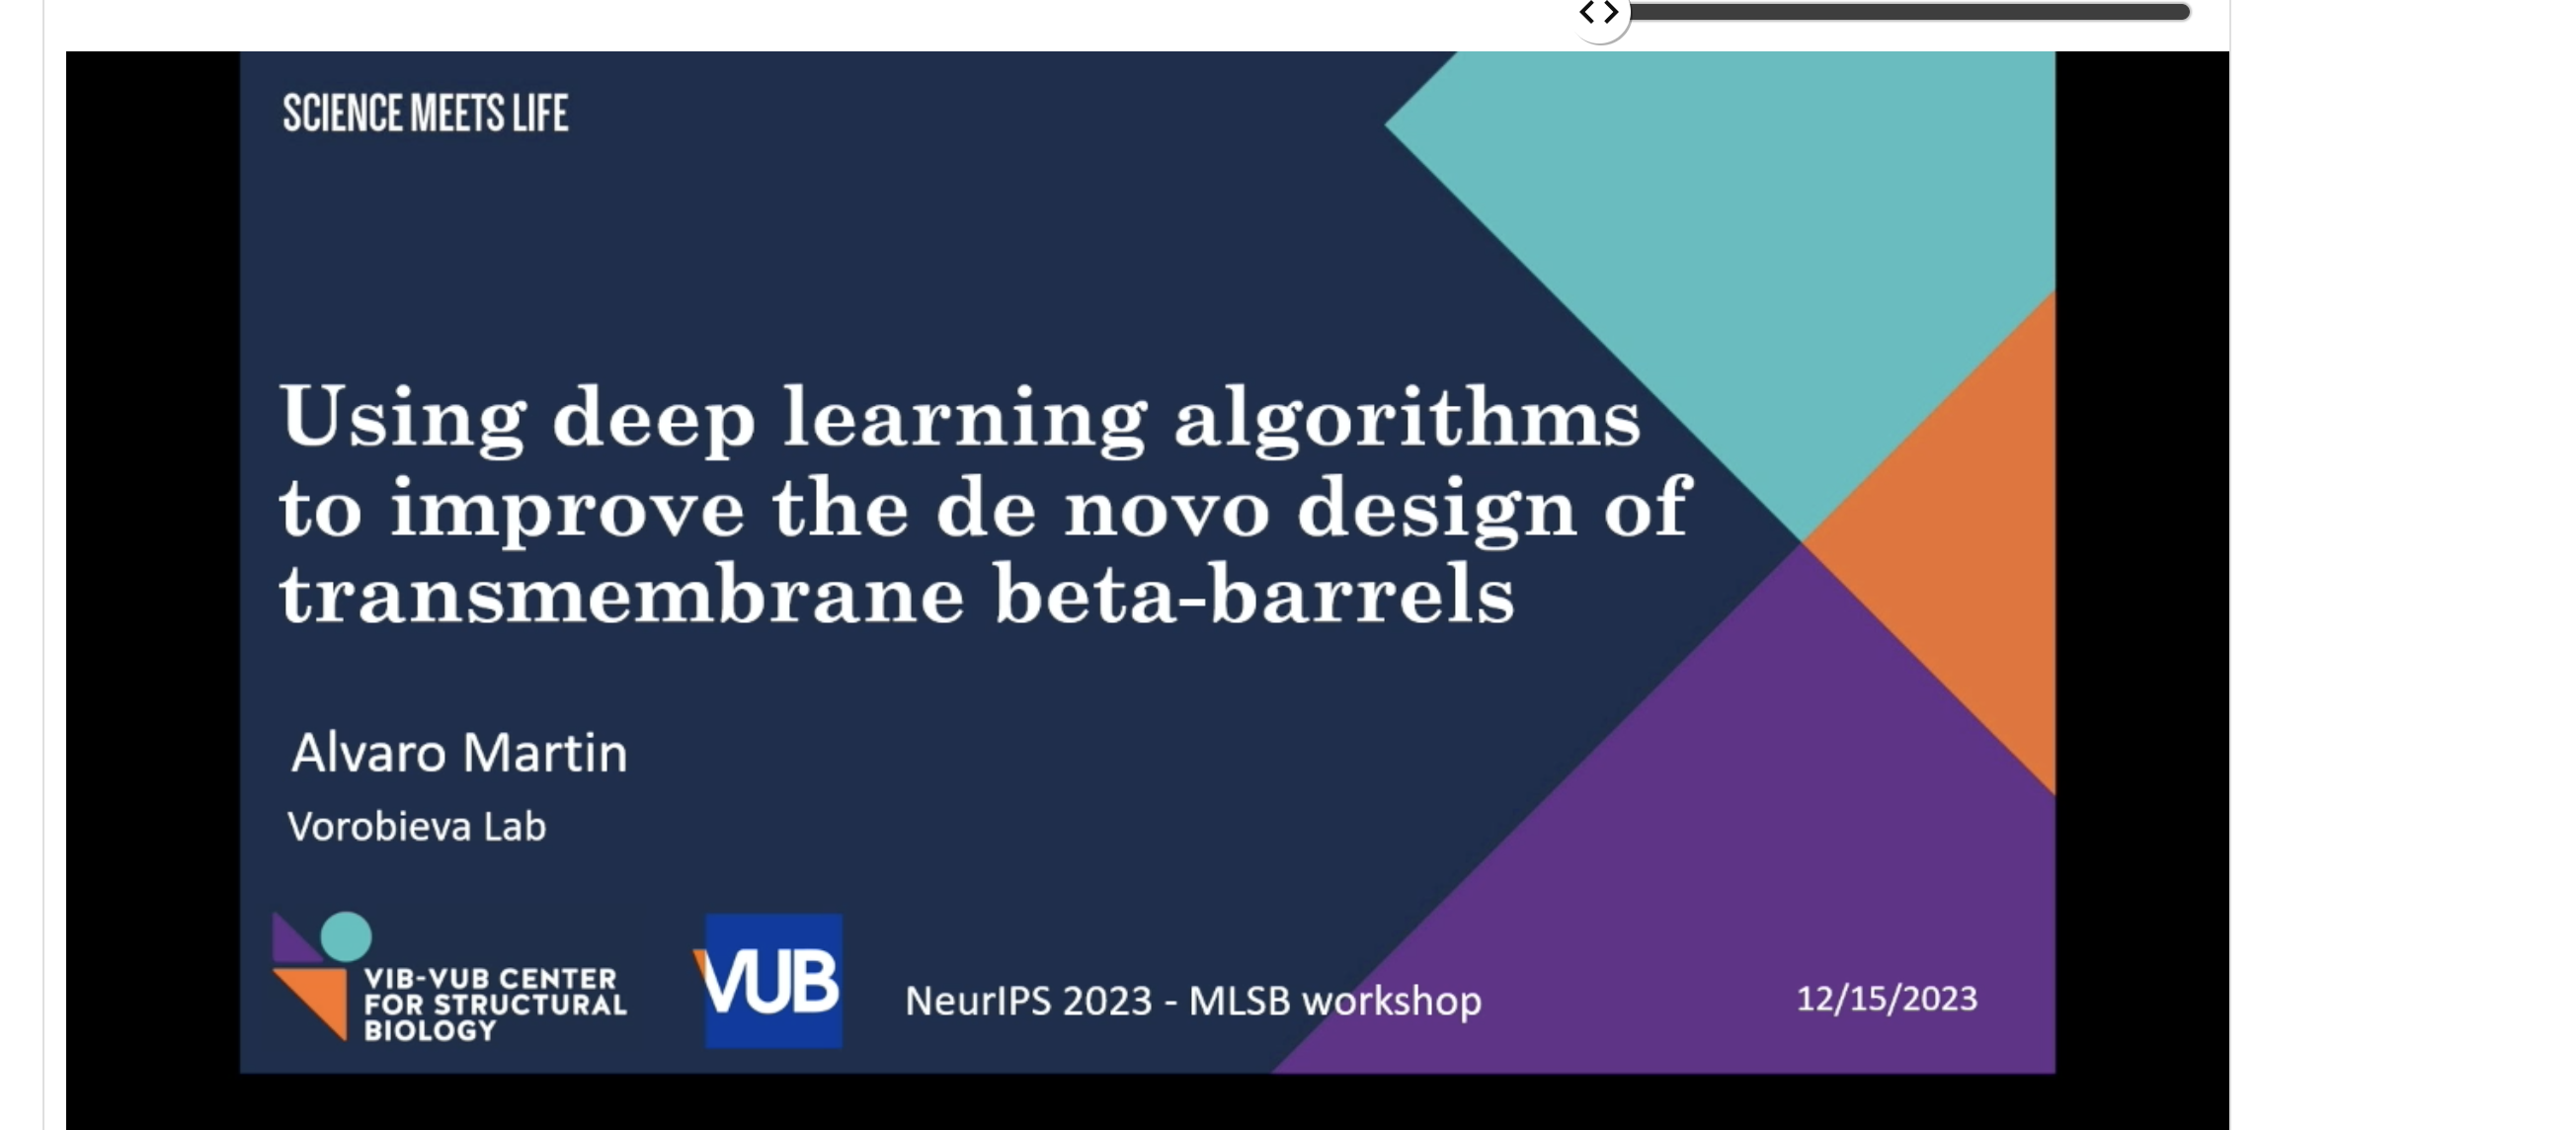 SCIENCE MEETS LIFE
Using deep learning algorithms
to improve the de novo design of
transmembrane beta-barrels
Alvaro Martin
Vorobieva Lab
VIB-VUB CENTER
FOR STRUCTURAL
BIOLOGY
VUB
NeurIPS 2023 - MLSB workshop
12/15/2023